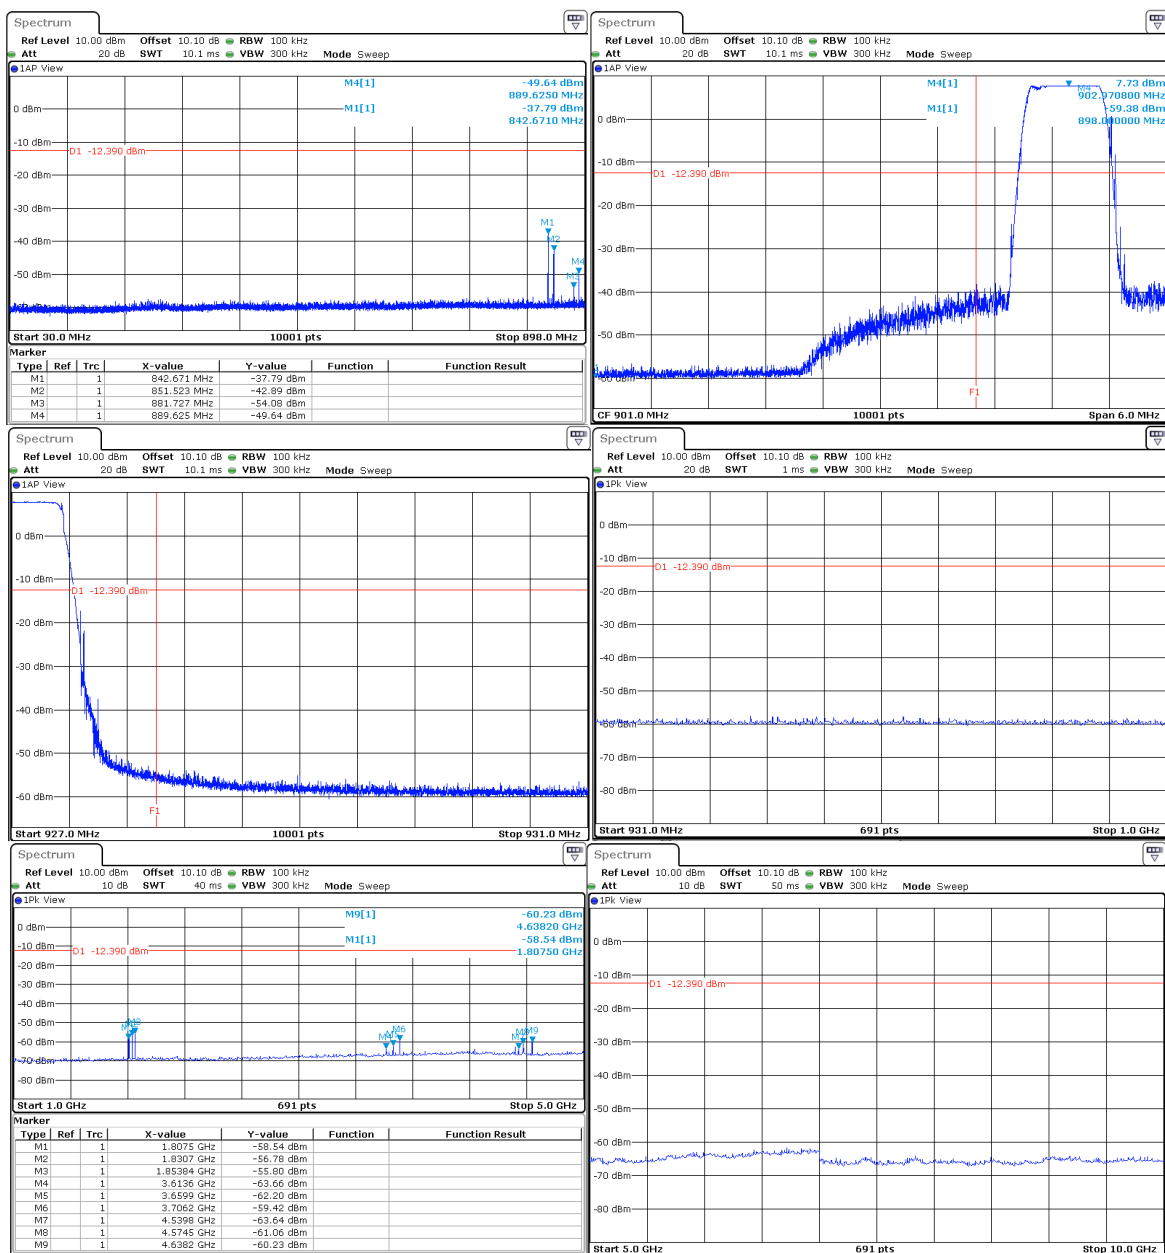 Spectrum
Ref Level 10.00 dBm Offset 10.10 dB RBW 100 kHz
Att 20 dB SWT 10.1 ms VBW 300 kHz Mode Sweep
1AP View
M4[1] -49.64 dBm
889.6250 MHz
M1[1] -37.79 dBm
842.6710 MHz
0 dBm
-10 dBm
D1 -12.390 dBm
-20 dBm
-30 dBm
M1
-40 dBm
M2
M4
-50 dBm
Start 30.0 MHz 10001 pts Stop 898.0 MHz
Marker
Type Ref Trc X-value Y-value Function Function Result
M1 1 842.671 MHz -37.79 dBm
M2 1 851.523 MHz -42.89 dBm
M3 1 881.727 MHz -54.08 dBm
M4 1 889.625 MHz -49.64 dBm
Spectrum
Ref Level 10.00 dBm Offset 10.10 dB RBW 100 kHz
Att 20 dB SWT 10.1 ms VBW 300 kHz Mode Sweep
1AP View
M4[1] 7.73 dBm
902.970800 MHz
M1[1] -59.38 dBm
898.000000 MHz
M4
0 dBm
-10 dBm
D1 -12.390 dBm
-20 dBm
-30 dBm
-40 dBm
-50 dBm
F1
CF 901.0 MHz 10001 pts Span 6.0 MHz
Spectrum
Ref Level 10.00 dBm Offset 10.10 dB RBW 100 kHz
Att 20 dB SWT 10.1 ms VBW 300 kHz Mode Sweep
1AP View
0 dBm
-10 dBm
D1 -12.390 dBm
-20 dBm
-30 dBm
-40 dBm
-50 dBm
-60 dBm
F1
Start 927.0 MHz 10001 pts Stop 931.0 MHz
Spectrum
Ref Level 10.00 dBm Offset 10.10 dB RBW 100 kHz
Att 20 dB SWT 1 ms VBW 300 kHz Mode Sweep
1Pk View
0 dBm
-10 dBm
D1 -12.390 dBm
-20 dBm
-30 dBm
-40 dBm
-50 dBm
-60 dBm
-70 dBm
-80 dBm
Start 931.0 MHz 691 pts Stop 1.0 GHz
Spectrum
Ref Level 10.00 dBm Offset 10.10 dB RBW 100 kHz
Att 10 dB SWT 40 ms VBW 300 kHz Mode Sweep
1Pk View
M9[1] -60.23 dBm
4.63820 GHz
M1[1] -58.54 dBm
1.80750 GHz
0 dBm
-10 dBm
D1 -12.390 dBm
-20 dBm
-30 dBm
-40 dBm
-50 dBm
M6
M9
-60 dBm
-70 dBm
-80 dBm
Start 1.0 GHz 691 pts Stop 5.0 GHz
Marker
Type Ref Trc X-value Y-value Function Function Result
M1 1 1.8075 GHz -58.54 dBm
M2 1 1.8307 GHz -56.78 dBm
M3 1 1.85384 GHz -55.80 dBm
M4 1 3.6136 GHz -63.66 dBm
M5 1 3.6599 GHz -62.20 dBm
M6 1 3.7062 GHz -59.42 dBm
M7 1 4.5398 GHz -63.64 dBm
M8 1 4.5745 GHz -61.06 dBm
M9 1 4.6382 GHz -60.23 dBm
Spectrum
Ref Level 10.00 dBm Offset 10.10 dB RBW 100 kHz
Att 10 dB SWT 50 ms VBW 300 kHz Mode Sweep
1Pk View
0 dBm
-10 dBm
D1 -12.390 dBm
-20 dBm
-30 dBm
-40 dBm
-50 dBm
-60 dBm
-70 dBm
-80 dBm
Start 5.0 GHz 691 pts Stop 10.0 GHz